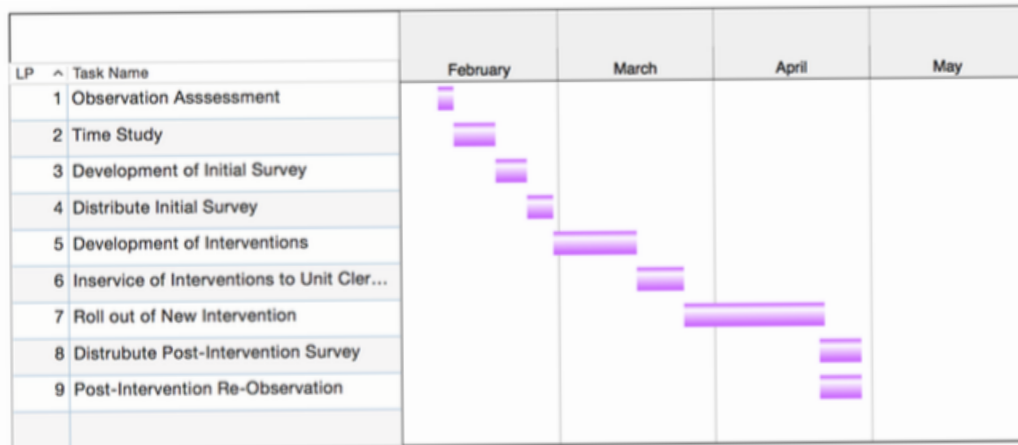 February March April May
LP ^ Task Name
1 Observation Asssessment
2 Time Study
3 Development of Initial Survey
4 Distribute Initial Survey
5 Development of Interventions
6 Inservice of Interventions to Unit Cler...
7 Roll out of New Intervention
8 Distrubute Post-Intervention Survey
9 Post-Intervention Re-Observation